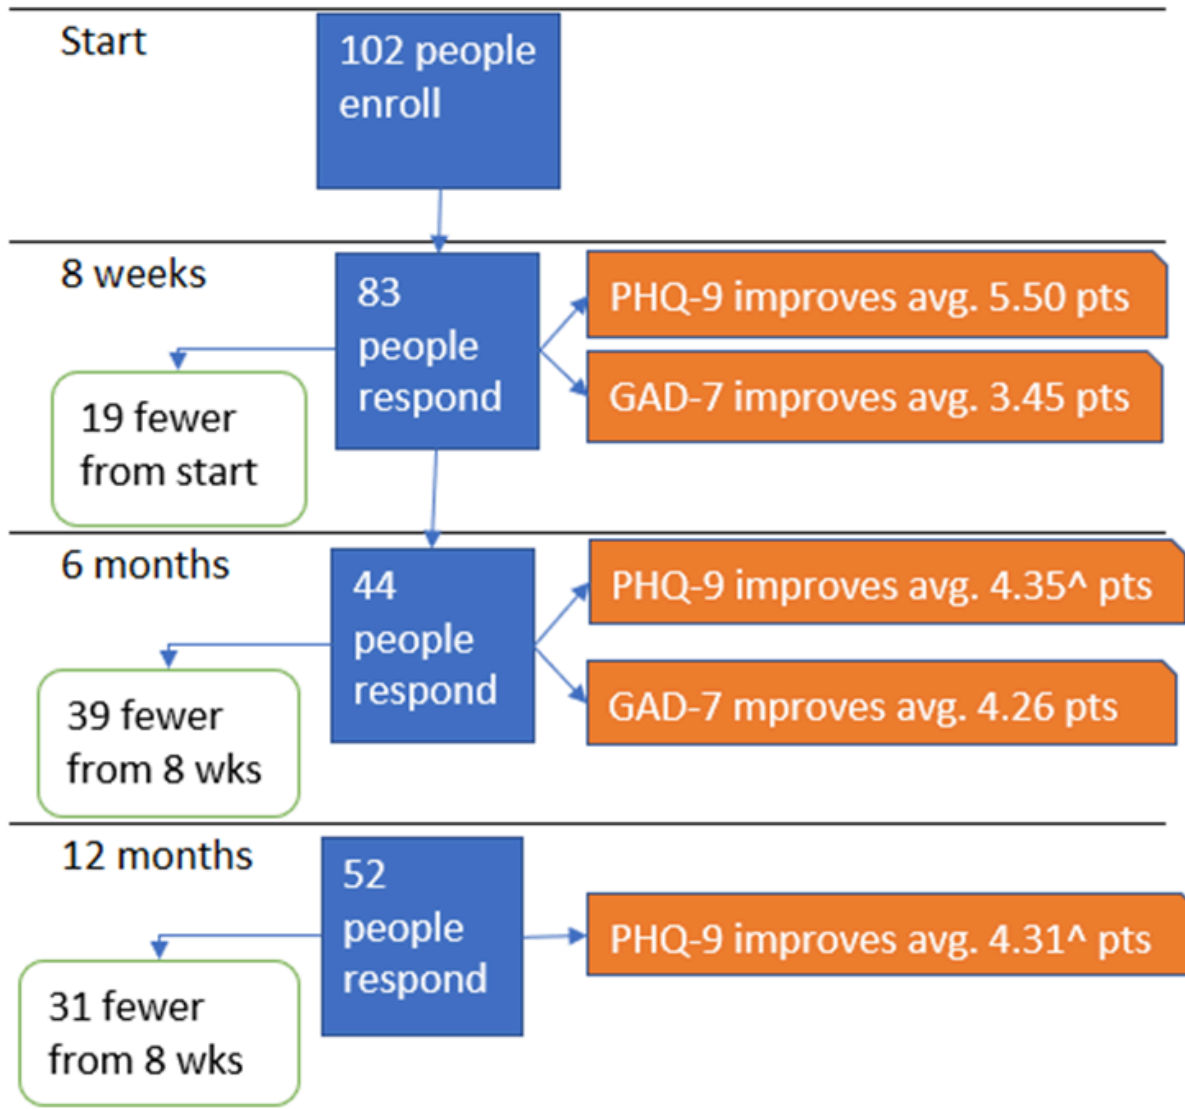 Start
102 people
enroll
8 weeks
83
people
respond
PHQ-9 improves avg. 5.50 pts
GAD-7 improves avg. 3.45 pts
19 fewer
from start
6 months
44
people
respond
PHQ-9 improves avg. 4.35^ pts
GAD-7 mproves avg. 4.26 pts
39 fewer
from 8 wks
12 months
52
people
respond
PHQ-9 improves avg. 4.31^ pts
31 fewer
from 8 wks